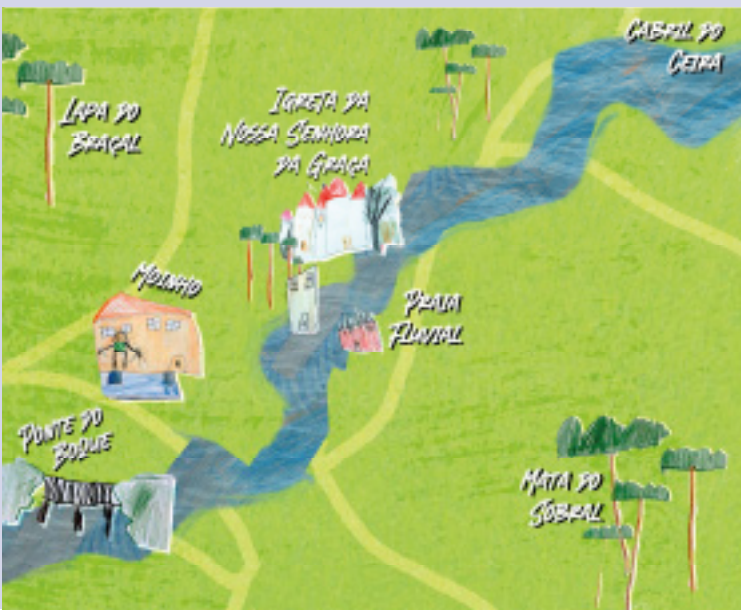 Cabril do
Ceira
Lapa do
Braçal
Igreja da
Nossa Senhora
da Graça
Moinho
Praia
Fluvial
Ponte do
Boque
Mata do
Sobral